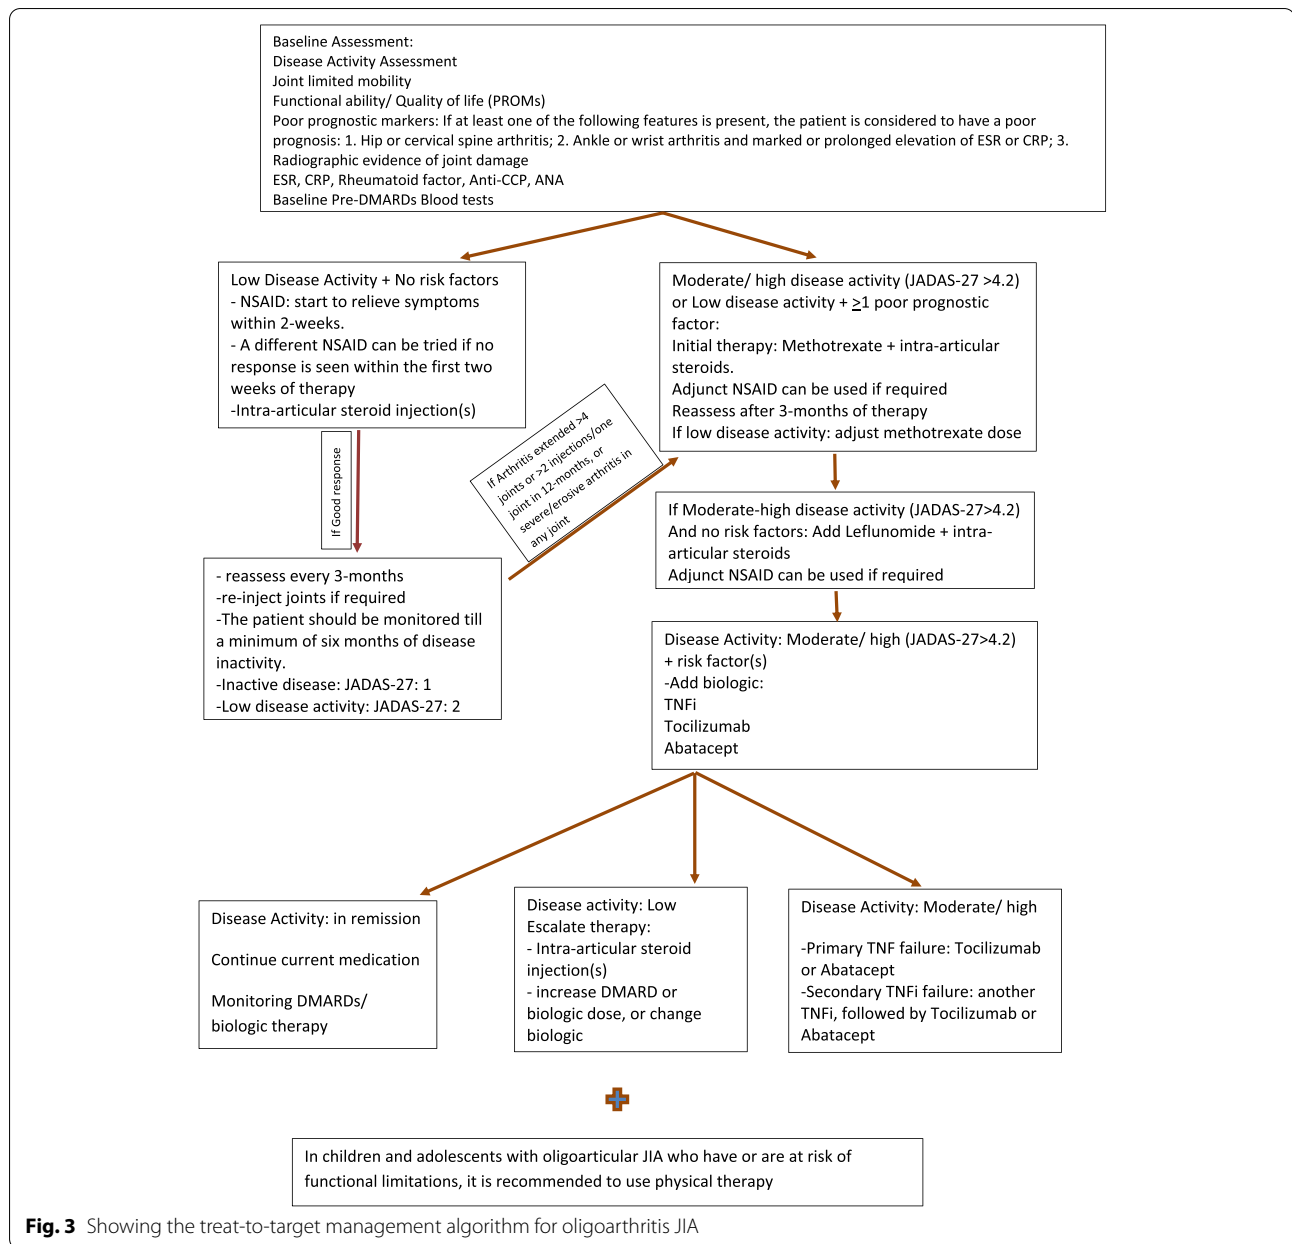 Baseline Assessment:
Disease Activity Assessment
Joint limited mobility
Functional ability/ Quality of life (PROMs)
Poor prognostic markers: If at least one of the following features is present, the patient is considered to have a poor
prognosis: 1. Hip or cervical spine arthritis; 2. Ankle or wrist arthritis and marked or prolonged elevation of ESR or CRP; 3.
Radiographic evidence of joint damage
ESR, CRP, Rheumatoid factor, Anti-CCP, ANA
Baseline Pre-DMARDs Blood tests
Low Disease Activity + No risk factors
- NSAID: start to relieve symptoms
within 2-weeks.
- A different NSAID can be tried if no
response is seen within the first two
weeks of therapy
-Intra-articular steroid injection(s)
Moderate/ high disease activity (JADAS-27 >4.2)
or Low disease activity + ≥1 poor prognostic
factor:
Initial therapy: Methotrexate + intra-articular
steroids.
Adjunct NSAID can be used if required
Reassess after 3-months of therapy
If low disease activity: adjust methotrexate dose
If Good response
If Arthritis extended >4
joints or >2 injections/one
joint in 12-months, or
severe/erosive arthritis in
any joint
If Moderate-high disease activity (JADAS-27>4.2)
And no risk factors: Add Leflunomide + intra-
articular steroids
Adjunct NSAID can be used if required
- reassess every 3-months
-re-inject joints if required
-The patient should be monitored till
a minimum of six months of disease
inactivity.
-Inactive disease: JADAS-27: 1
-Low disease activity: JADAS-27: 2
Disease Activity: Moderate/ high (JADAS-27>4.2)
+ risk factor(s)
-Add biologic:
TNFi
Tocilizumab
Abatacept
Disease Activity: in remission
Continue current medication
Monitoring DMARDs/
biologic therapy
Disease activity: Low
Escalate therapy:
- Intra-articular steroid
injection(s)
- increase DMARD or
biologic dose, or change
biologic
Disease Activity: Moderate/ high
-Primary TNF failure: Tocilizumab
or Abatacept
-Secondary TNFi failure: another
TNFi, followed by Tocilizumab or
Abatacept
In children and adolescents with oligoarticular JIA who have or are at risk of
functional limitations, it is recommended to use physical therapy
Fig. 3 Showing the treat-to-target management algorithm for oligoarthritis JIA